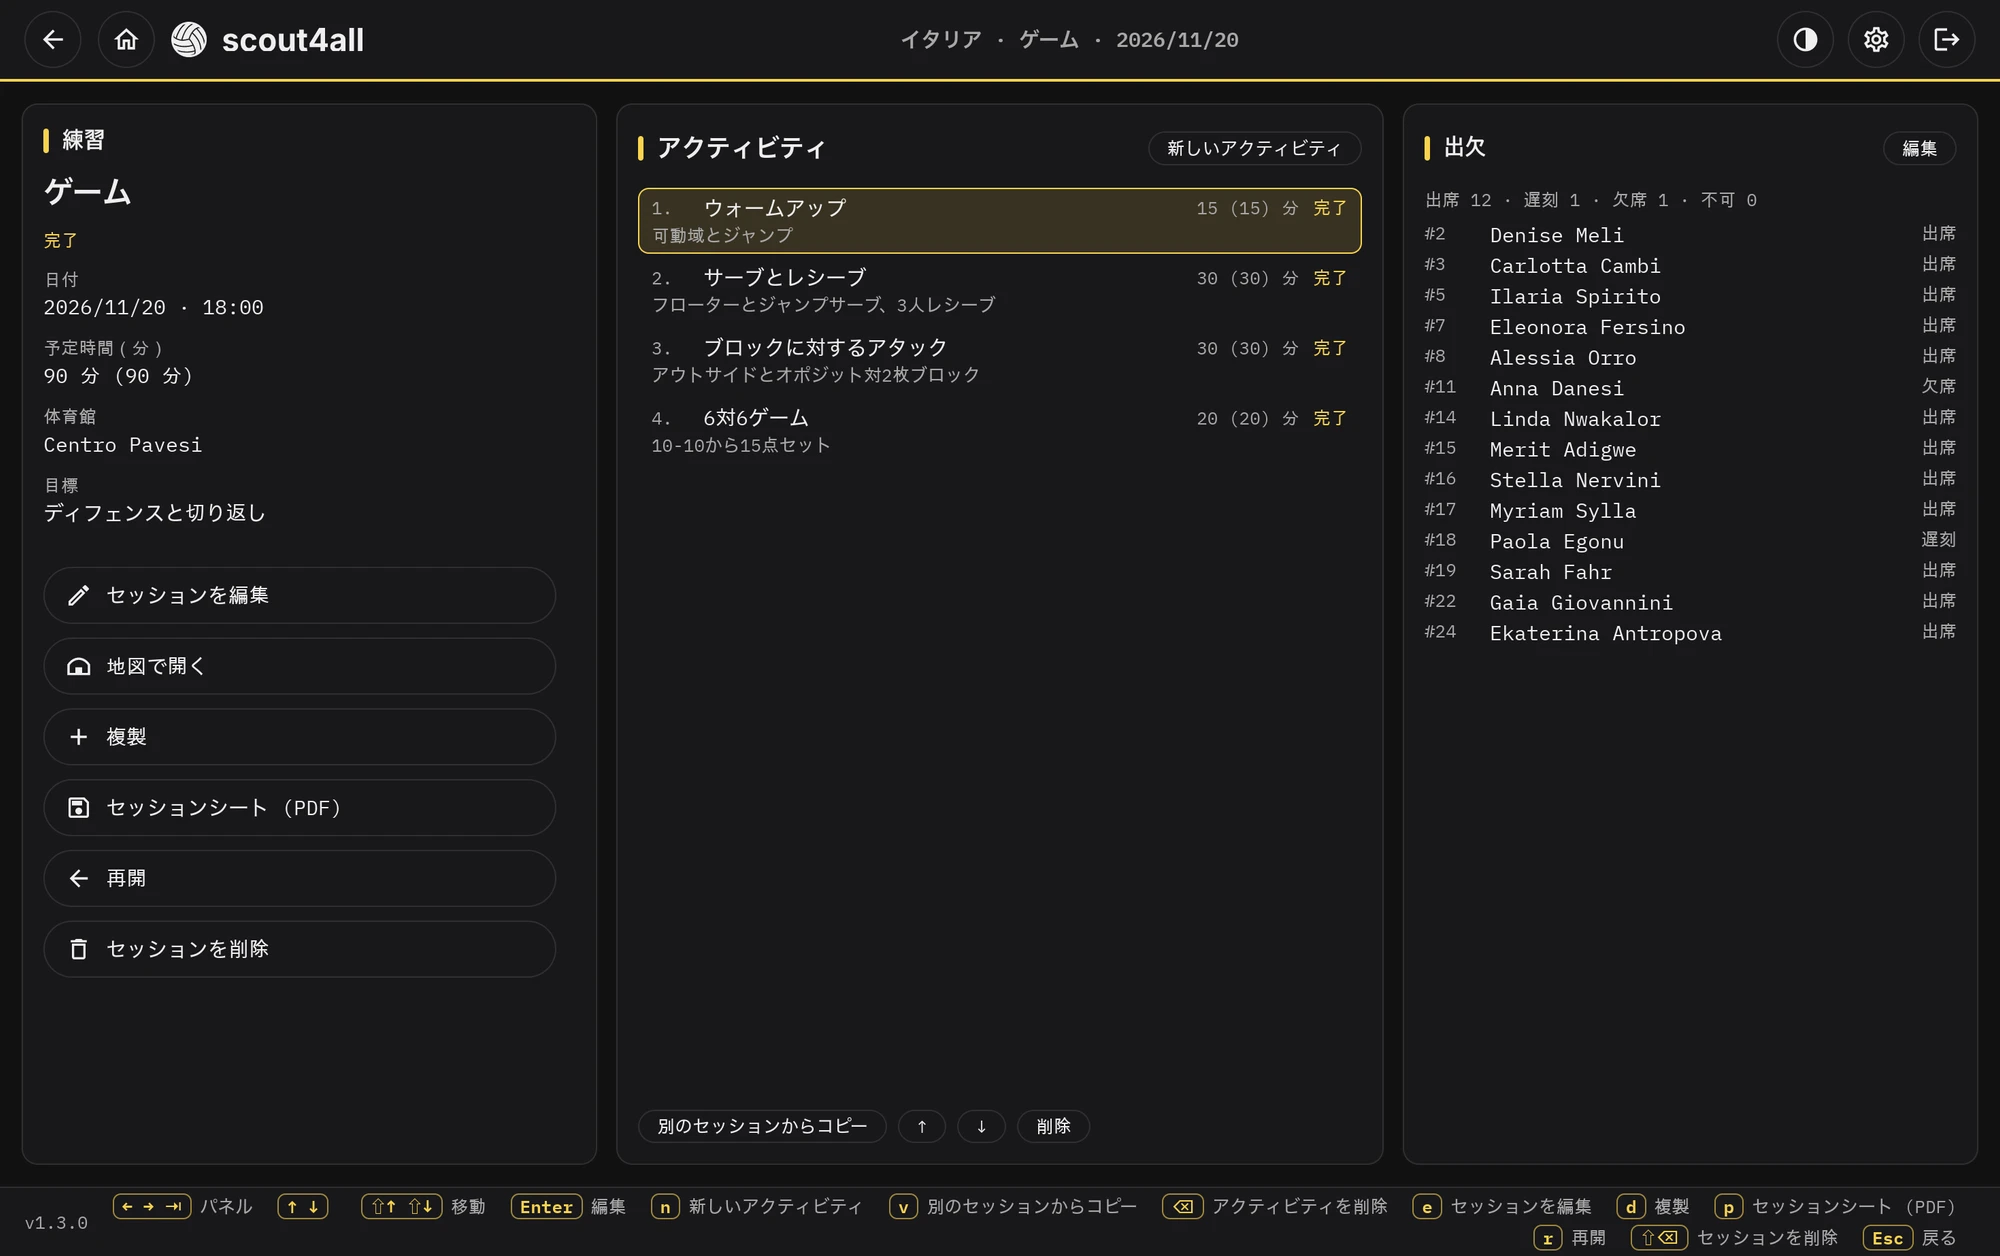 scout4all
イタリア · ゲーム · 2026/11/20
練習
ゲーム
完了
日付
2026/11/20 · 18:00
予定時間(分)
90 分 (90 分)
体育館
Centro Pavesi
目標
ディフェンスと切り返し
セッションを編集
地図で開く
複製
セッションシート (PDF)
再開
セッションを削除
アクティビティ
新しいアクティビティ
1. ウォームアップ 15 (15) 分 完了
可動域とジャンプ
2. サーブとレシーブ 30 (30) 分 完了
フローターとジャンプサーブ、3人レシーブ
3. ブロックに対するアタック 30 (30) 分 完了
アウトサイドとオポジット対2枚ブロック
4. 6対6ゲーム 20 (20) 分 完了
10-10から15点セット
別のセッションからコピー ↑ ↓ 削除
出欠
編集
出席 12 · 遅刻 1 · 欠席 1 · 不可 0
#2 Denise Meli 出席
#3 Carlotta Cambi 出席
#5 Ilaria Spirito 出席
#7 Eleonora Fersino 出席
#8 Alessia Orro 出席
#11 Anna Danesi 欠席
#14 Linda Nwakalor 出席
#15 Merit Adigwe 出席
#16 Stella Nervini 出席
#17 Myriam Sylla 出席
#18 Paola Egonu 遅刻
#19 Sarah Fahr 出席
#22 Gaia Giovannini 出席
#24 Ekaterina Antropova 出席
v1.3.0
← → ⇥ パネル ↑ ↓ ⇧↑ ⇧↓ 移動 Enter 編集 n 新しいアクティビティ v 別のセッションからコピー ⌫ アクティビティを削除 e セッションを編集 d 複製 p セッションシート (PDF)
r 再開 ⇧⌫ セッションを削除 Esc 戻る